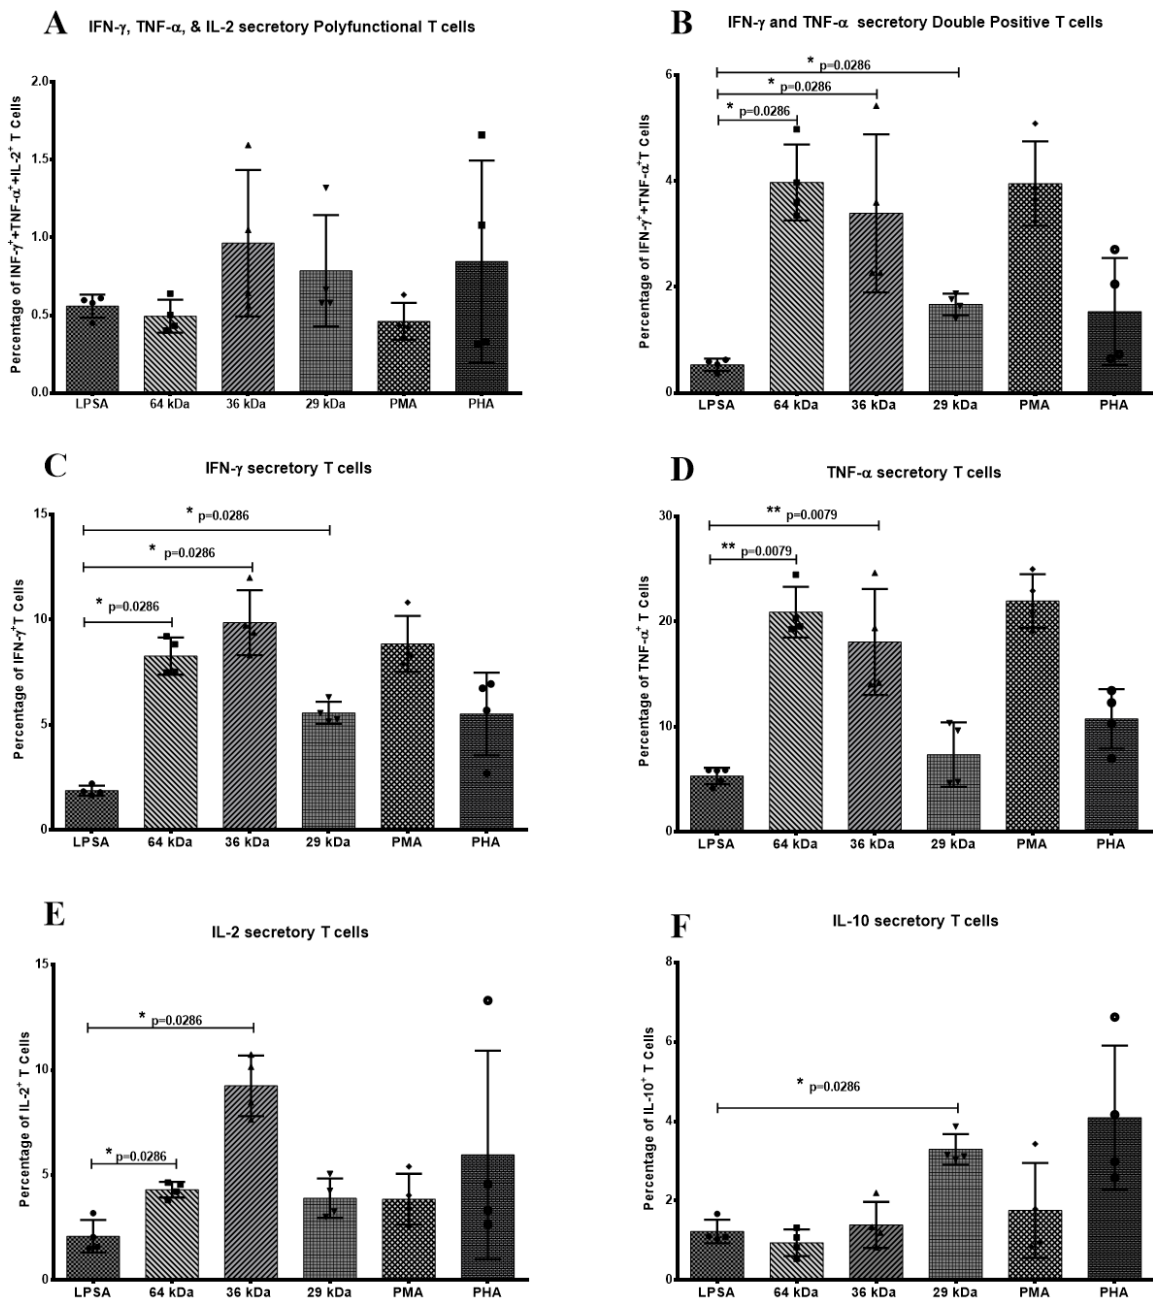 A IFN-γ, TNF-α, & IL-2 secretory Polyfunctional T cells
Percentage of INF-γ⁺+TNF-α⁺+IL-2⁺ T Cells
2.0
1.5
1.0
0.5
0.0
LPSA 64 kDa 36 kDa 29 kDa PMA PHA
B IFN-γ and TNF-α secretory Double Positive T cells
Percentage of IFN-γ⁺+TNF-α⁺T Cells
* p=0.0286
* p=0.0286
* p=0.0286
6
4
2
0
LPSA 64 kDa 36 kDa 29 kDa PMA PHA
C IFN-γ secretory T cells
Percentage of IFN-γ⁺T Cells
* p=0.0286
* p=0.0286
* p=0.0286
15
10
5
0
LPSA 64 kDa 36 kDa 29 kDa PMA PHA
D TNF-α secretory T cells
Percentage of TNF-α⁺ T Cells
** p=0.0079
** p=0.0079
30
20
10
0
LPSA 64 kDa 36 kDa 29 kDa PMA PHA
E IL-2 secretory T cells
Percentage of IL-2⁺ T Cells
* p=0.0286
* p=0.0286
15
10
5
0
LPSA 64 kDa 36 kDa 29 kDa PMA PHA
F IL-10 secretory T cells
Percentage of IL-10⁺ T Cells
* p=0.0286
8
6
4
2
0
LPSA 64 kDa 36 kDa 29 kDa PMA PHA